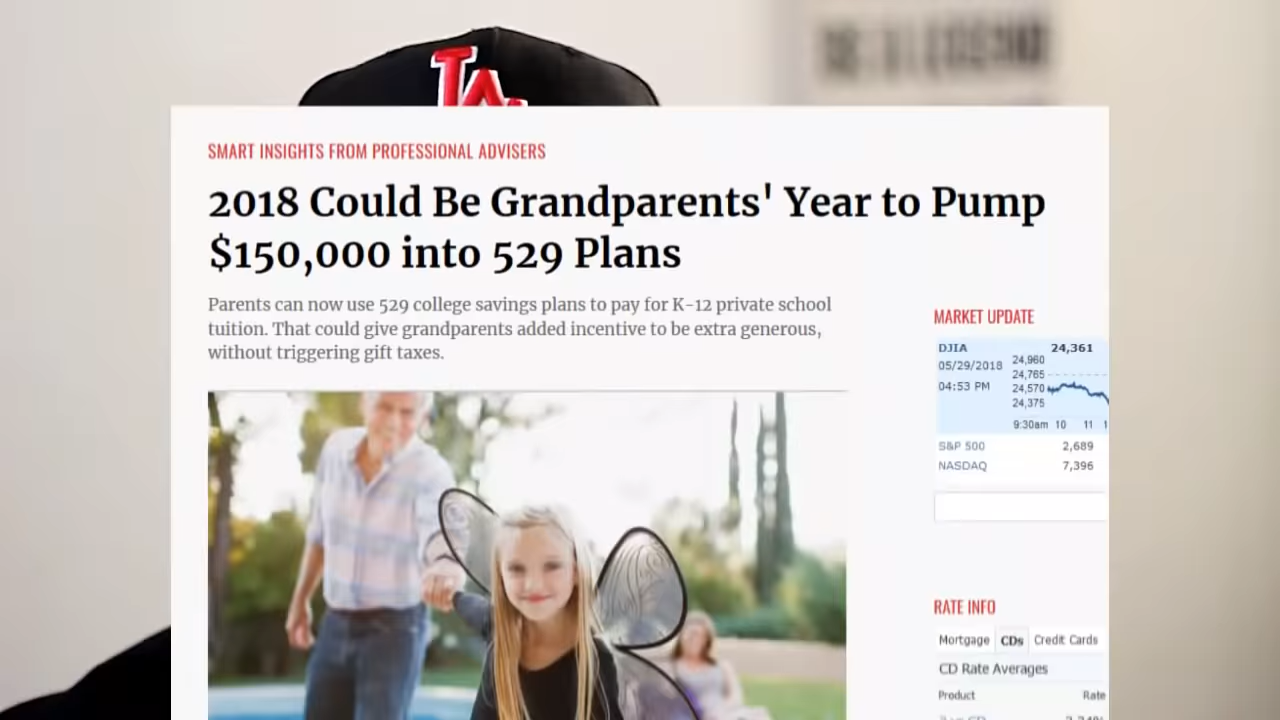 LA
SMART INSIGHTS FROM PROFESSIONAL ADVISERS
2018 Could Be Grandparents' Year to Pump
$150,000 into 529 Plans
Parents can now use 529 college savings plans to pay for K-12 private school
tuition. That could give grandparents added incentive to be extra generous,
without triggering gift taxes.
MARKET UPDATE
DJIA 24,361
05/29/2018
04:53 PM
24,960
24,765
24,570
24,375
9:30am 10 11 1
S&P 500 2,689
NASDAQ 7,396
RATE INFO
Mortgage CDs Credit Cards
CD Rate Averages
Product Rate